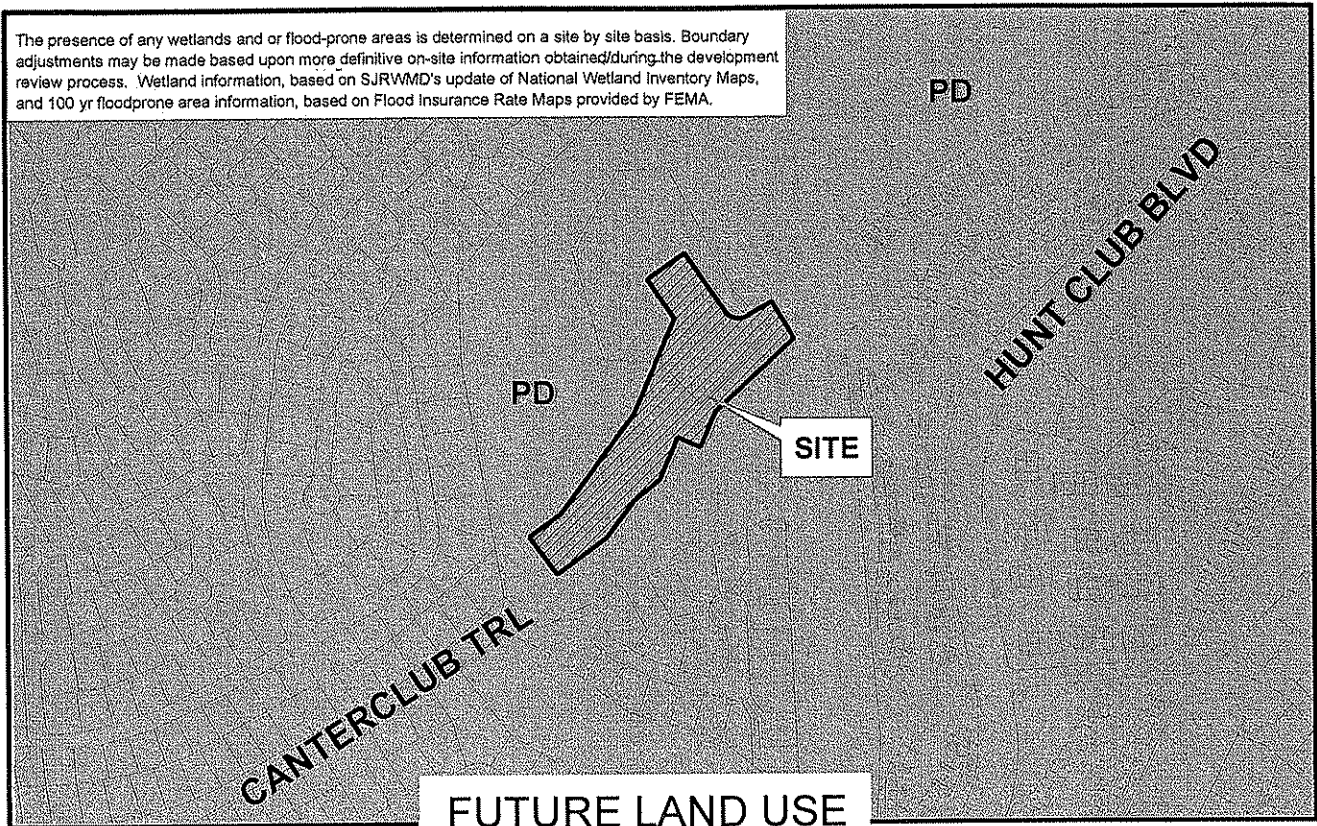 The presence of any wetlands and or flood-prone areas is determined on a site by site basis. Boundary
adjustments may be made based upon more definitive on-site information obtained/during the development
review process. Wetland information, based on SJRWMD's update of National Wetland Inventory Maps,
and 100 yr floodprone area information, based on Flood Insurance Rate Maps provided by FEMA.
PD
HUNT CLUB BLVD
PD
SITE
CANTERCLUB TRL
FUTURE LAND USE